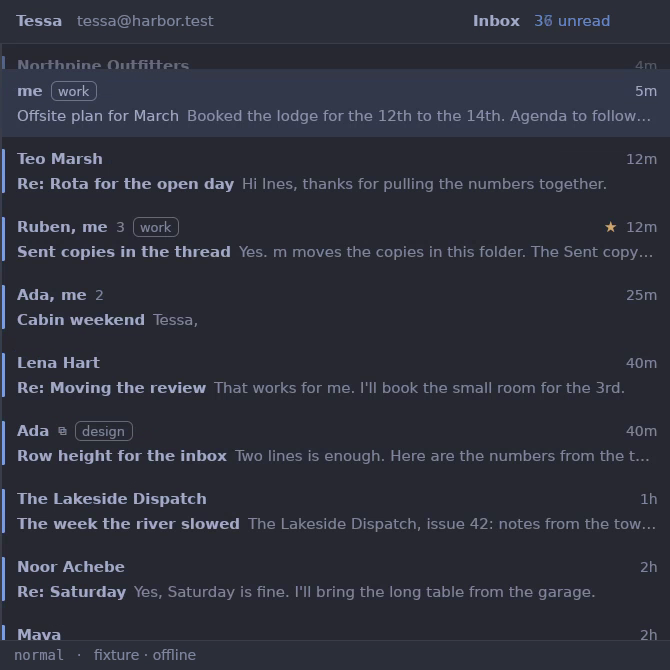 Tessa tessa@harbor.test Inbox unread
Northpine Outfitters 4m
me work 5m
Offsite plan for March Booked the lodge for the 12th to the 14th. Agenda to follow…
Teo Marsh 12m
Re: Rota for the open day Hi Ines, thanks for pulling the numbers together.
Ruben, me 3 work ★ 12m
Sent copies in the thread Yes. m moves the copies in this folder. The Sent copy…
Ada, me 2 25m
Cabin weekend Tessa,
Lena Hart 40m
Re: Moving the review That works for me. I'll book the small room for the 3rd.
Ada design 40m
Row height for the inbox Two lines is enough. Here are the numbers from the t…
The Lakeside Dispatch 1h
The week the river slowed The Lakeside Dispatch, issue 42: notes from the tow…
Noor Achebe 2h
Re: Saturday Yes, Saturday is fine. I'll bring the long table from the garage.
Maya 2h
normal · fixture · offline